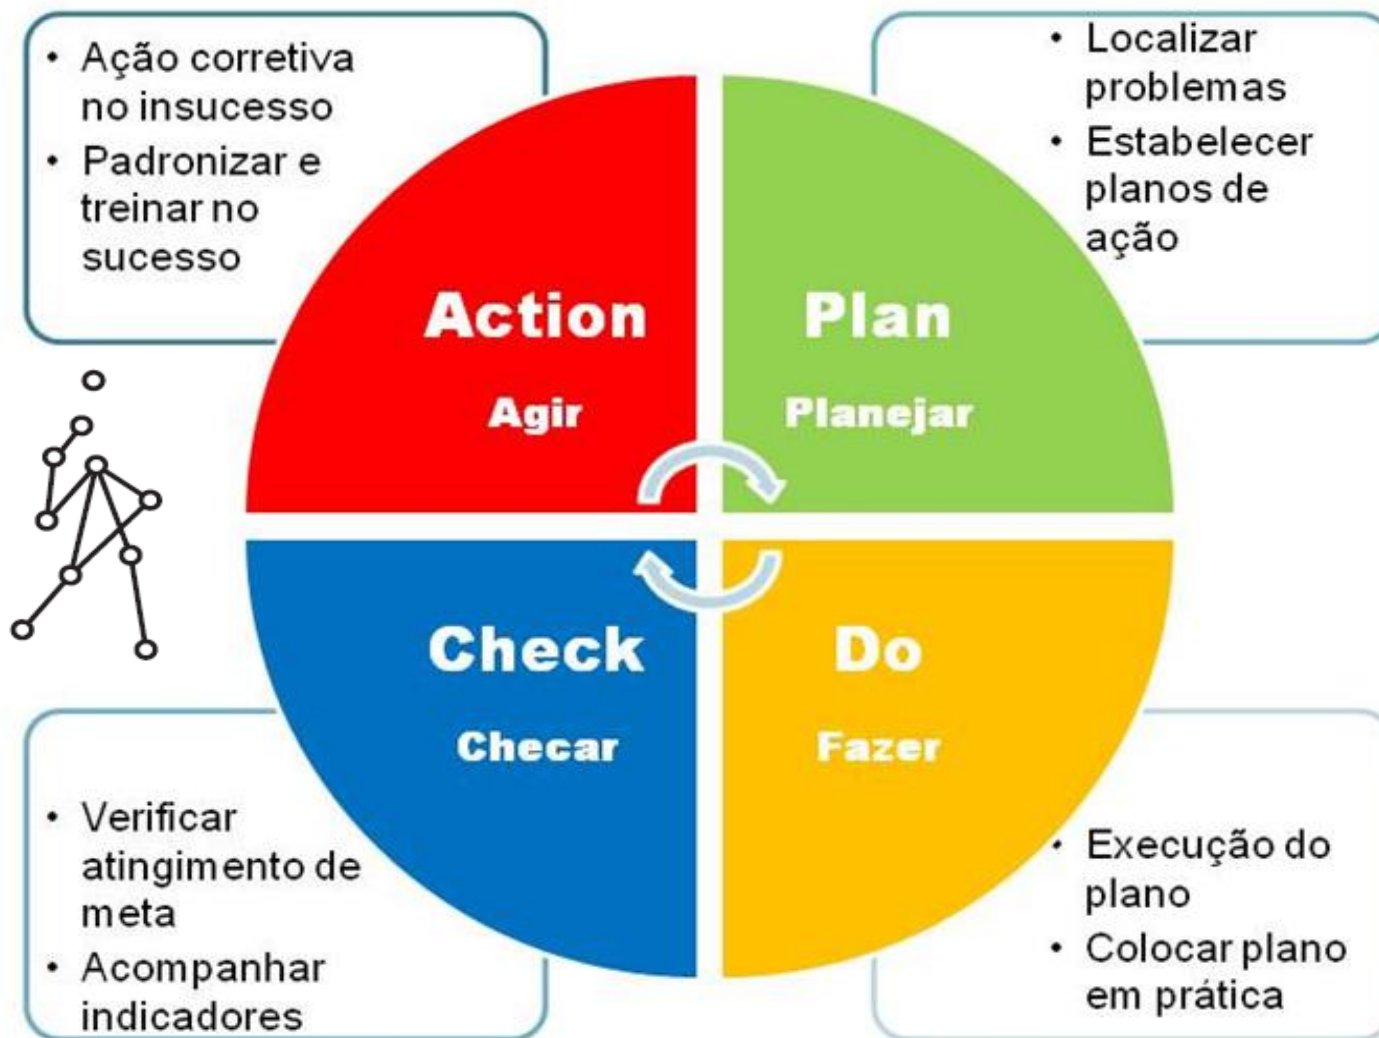 • Ação corretiva
no insucesso
• Padronizar e
treinar no
sucesso
• Localizar
problemas
• Estabelecer
planos de
ação
Action
Agir
Plan
Planejar
Check
Checar
Do
Fazer
• Verificar
atingimento de
meta
• Acompanhar
indicadores
• Execução do
plano
• Colocar plano
em prática